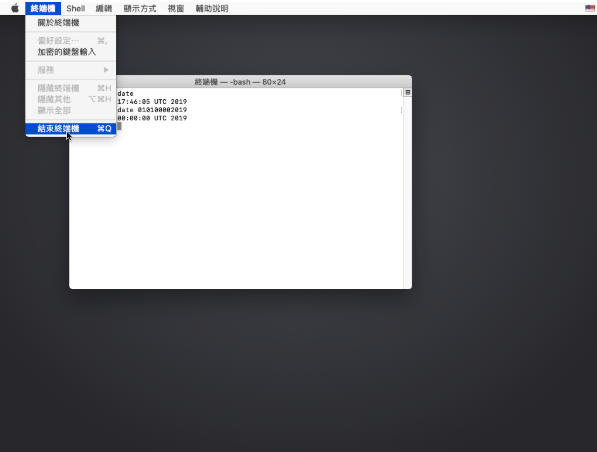 終端機 Shell 編輯 顯示方式 視窗 輔助說明
關於終端機
偏好設定⋯ ⌘,
加密的鍵盤輸入
服務 ▶
隱藏終端機 ⌘H
隱藏其他 ⌥⌘H
顯示全部
結束終端機 ⌘Q
終端機 — -bash — 80×24
date
17:46:05 UTC 2019
date 010100002019
00:00:00 UTC 2019